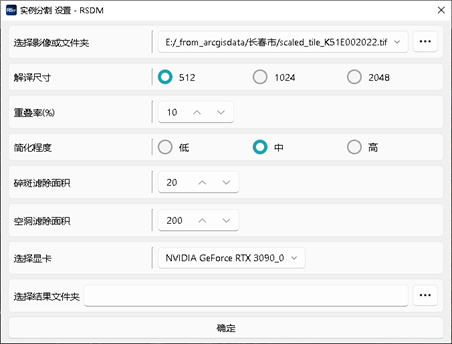 RS+ 实例分割 设置 - RSDM
选择影像或文件夹 E:/_from_arcgisdata/长春市/scaled_tile_K51E002022.tif ...
解译尺寸 512 1024 2048
重叠率(%) 10
简化程度 低 中 高
碎斑滤除面积 20
空洞滤除面积 200
选择显卡 NVIDIA GeForce RTX 3090_0
选择结果文件夹 ...
确定